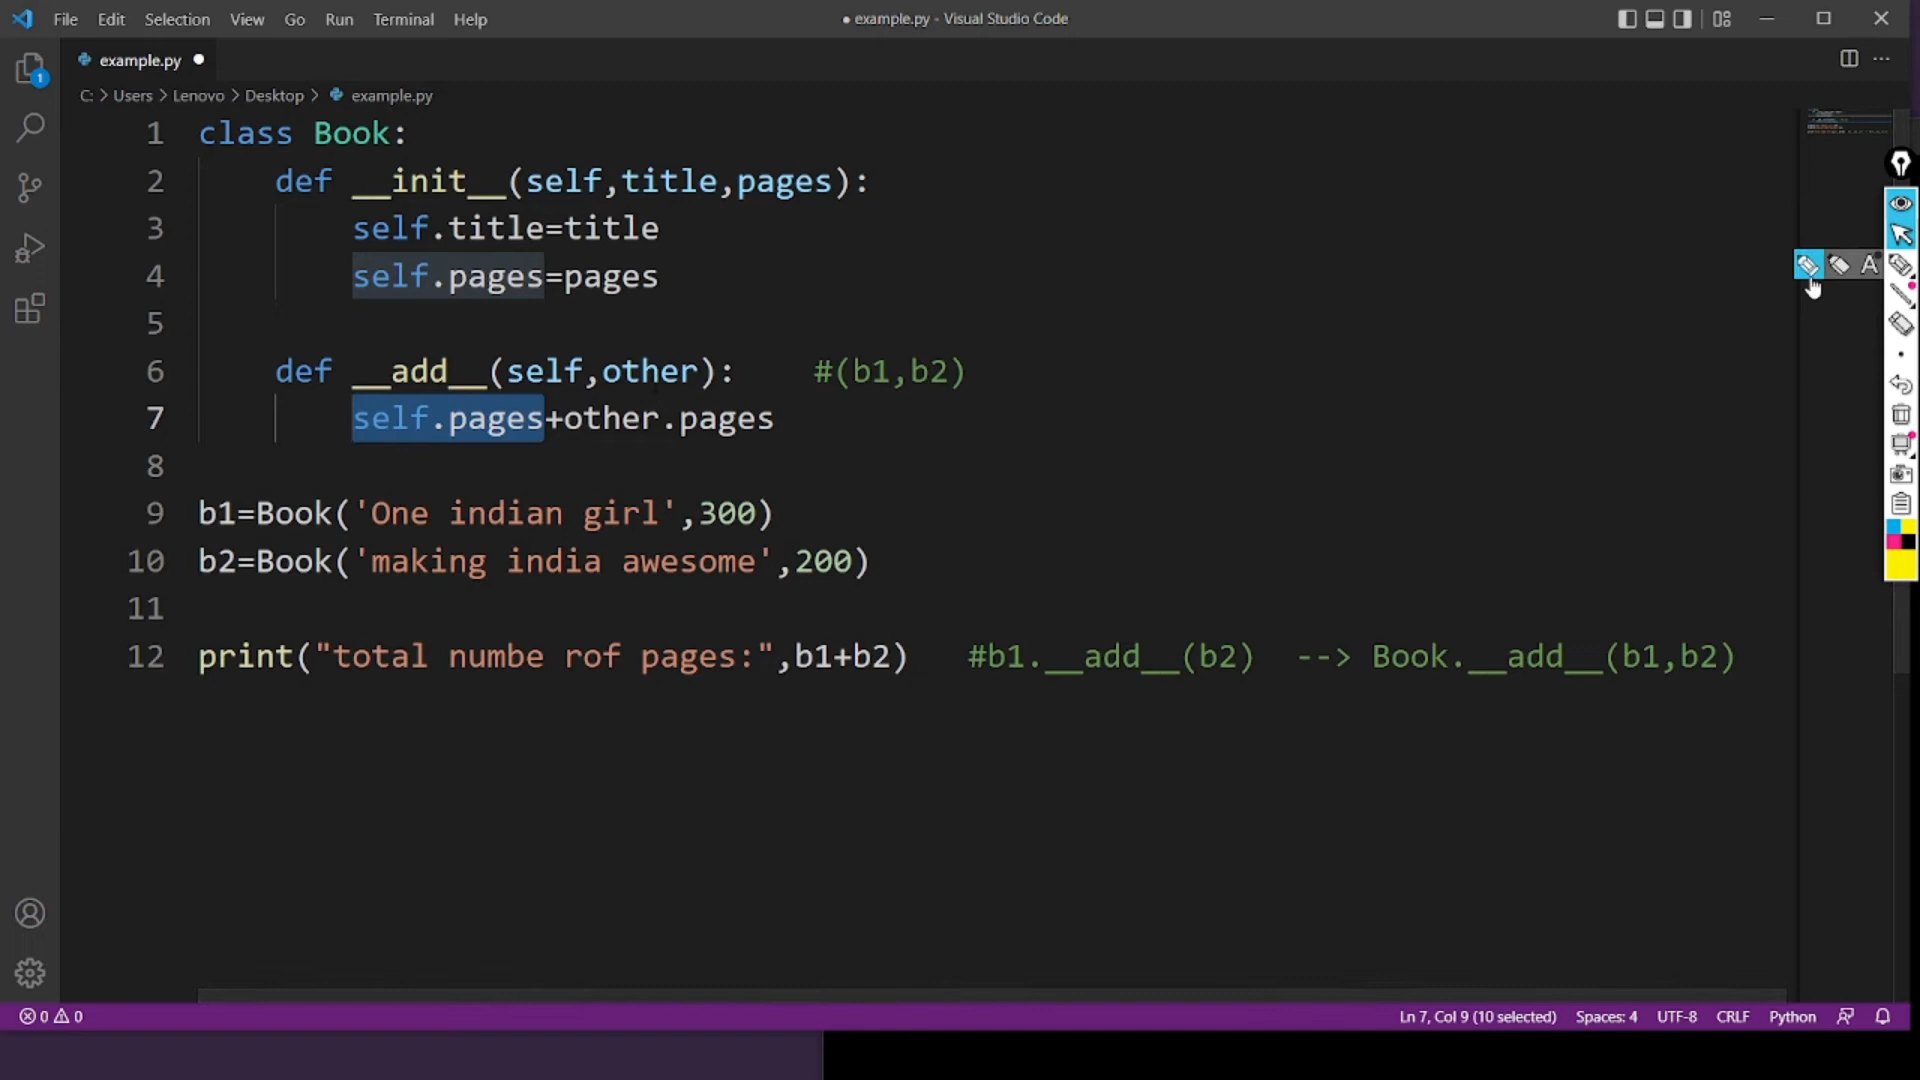 File Edit Selection View Go Run Terminal Help
● example.py - Visual Studio Code
example.py ●
C: > Users > Lenovo > Desktop > example.py
1 class Book:
2 def __init__(self,title,pages):
3 self.title=title
4 self.pages=pages
5
6 def __add__(self,other): #(b1,b2)
7 self.pages+other.pages
8
9 b1=Book('One indian girl',300)
10 b2=Book('making india awesome',200)
11
12 print("total numbe rof pages:",b1+b2) #b1.__add__(b2) --> Book.__add__(b1,b2)
1
A
0 0 Ln 7, Col 9 (10 selected) Spaces: 4 UTF-8 CRLF Python